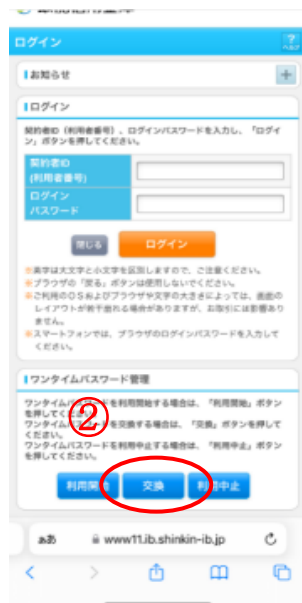 ログイン
?
HELP
お知らせ
+
ログイン
契約者ID(利用者番号)、ログインパスワードを入力し、「ログイ
ン」ボタンを押してください。
契約者ID
(利用者番号)
ログイン
パスワード
閉じる
ログイン
※英字は大文字と小文字を区別しますので、ご注意ください。
※ブラウザの「戻る」ボタンは使用しないでください。
※ご利用のOSおよびブラウザや文字の大きさによっては、画面の
レイアウトが若干崩れる場合がありますが、お取引には影響あり
ません。
※スマートフォンでは、ブラウザのログインパスワードを入力して
ください。
ワンタイムパスワード管理
ワンタイムパスワードを利用開始する場合は、「利用開始」ボタン
を押してください。
ワンタイムパスワードを交換する場合は、「交換」ボタンを押して
ください。
ワンタイムパスワードを利用中止する場合は、「利用中止」ボタン
を押してください。
②
利用開始
交換
利用中止
ぁあ
www11.ib.shinkin-ib.jp